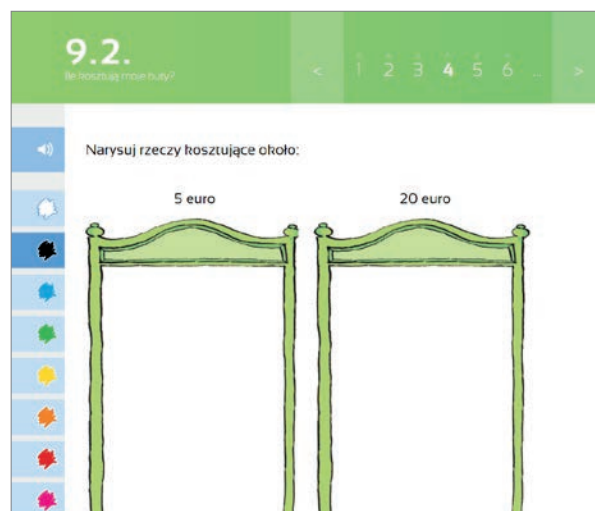 9.2.
Ile kosztują moje buty?
< 1 2 3 4 5 6 ... >
Narysuj rzeczy kosztujące około:
5 euro 20 euro